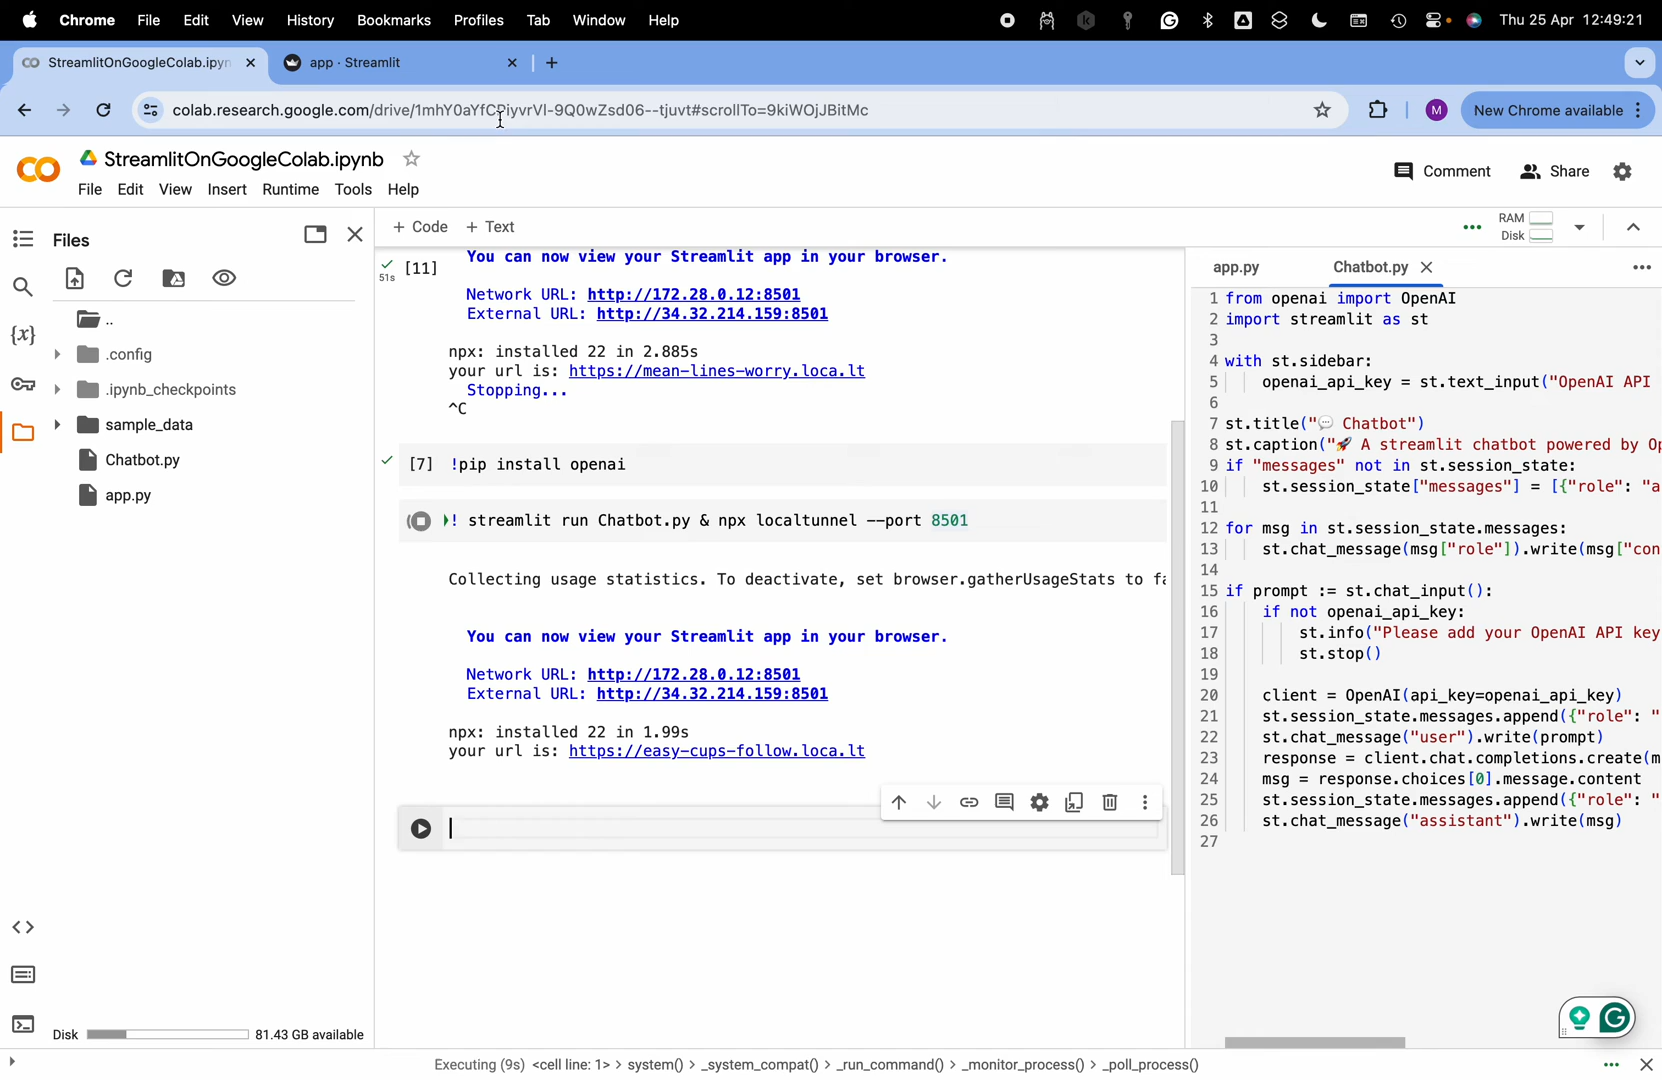 Chrome File Edit View History Bookmarks Profiles Tab Window Help Thu 25 Apr 12:49:21
StreamlitOnGoogleColab.ipyn app · Streamlit
colab.research.google.com/drive/1mhY0aYfCPiyvrVl-9Q0wZsd06--tjuvt#scrollTo=9kiWOjJBitMc M New Chrome available
StreamlitOnGoogleColab.ipynb
Comment Share
File Edit View Insert Runtime Tools Help
Files
+ Code + Text
RAM
Disk
..
.config
.ipynb_checkpoints
sample_data
Chatbot.py
app.py
Disk 81.43 GB available
51s
[11]
You can now view your Streamlit app in your browser.
Network URL: http://172.28.0.12:8501
External URL: http://34.32.214.159:8501
npx: installed 22 in 2.885s
your url is: https://mean-lines-worry.loca.lt
Stopping...
^C
[7] !pip install openai
! streamlit run Chatbot.py & npx localtunnel --port 8501
Collecting usage statistics. To deactivate, set browser.gatherUsageStats to fa
You can now view your Streamlit app in your browser.
Network URL: http://172.28.0.12:8501
External URL: http://34.32.214.159:8501
npx: installed 22 in 1.99s
your url is: https://easy-cups-follow.loca.lt
app.py Chatbot.py
1 from openai import OpenAI
2 import streamlit as st
3
4 with st.sidebar:
5 openai_api_key = st.text_input("OpenAI API
6
7 st.title("💬 Chatbot")
8 st.caption("🚀 A streamlit chatbot powered by Op
9 if "messages" not in st.session_state:
10 st.session_state["messages"] = [{"role": "a
11
12 for msg in st.session_state.messages:
13 st.chat_message(msg["role"]).write(msg["con
14
15 if prompt := st.chat_input():
16 if not openai_api_key:
17 st.info("Please add your OpenAI API key
18 st.stop()
19
20 client = OpenAI(api_key=openai_api_key)
21 st.session_state.messages.append({"role": "
22 st.chat_message("user").write(prompt)
23 response = client.chat.completions.create(m
24 msg = response.choices[0].message.content
25 st.session_state.messages.append({"role": "
26 st.chat_message("assistant").write(msg)
27
Executing (9s) <cell line: 1> > system() > _system_compat() > _run_command() > _monitor_process() > _poll_process()